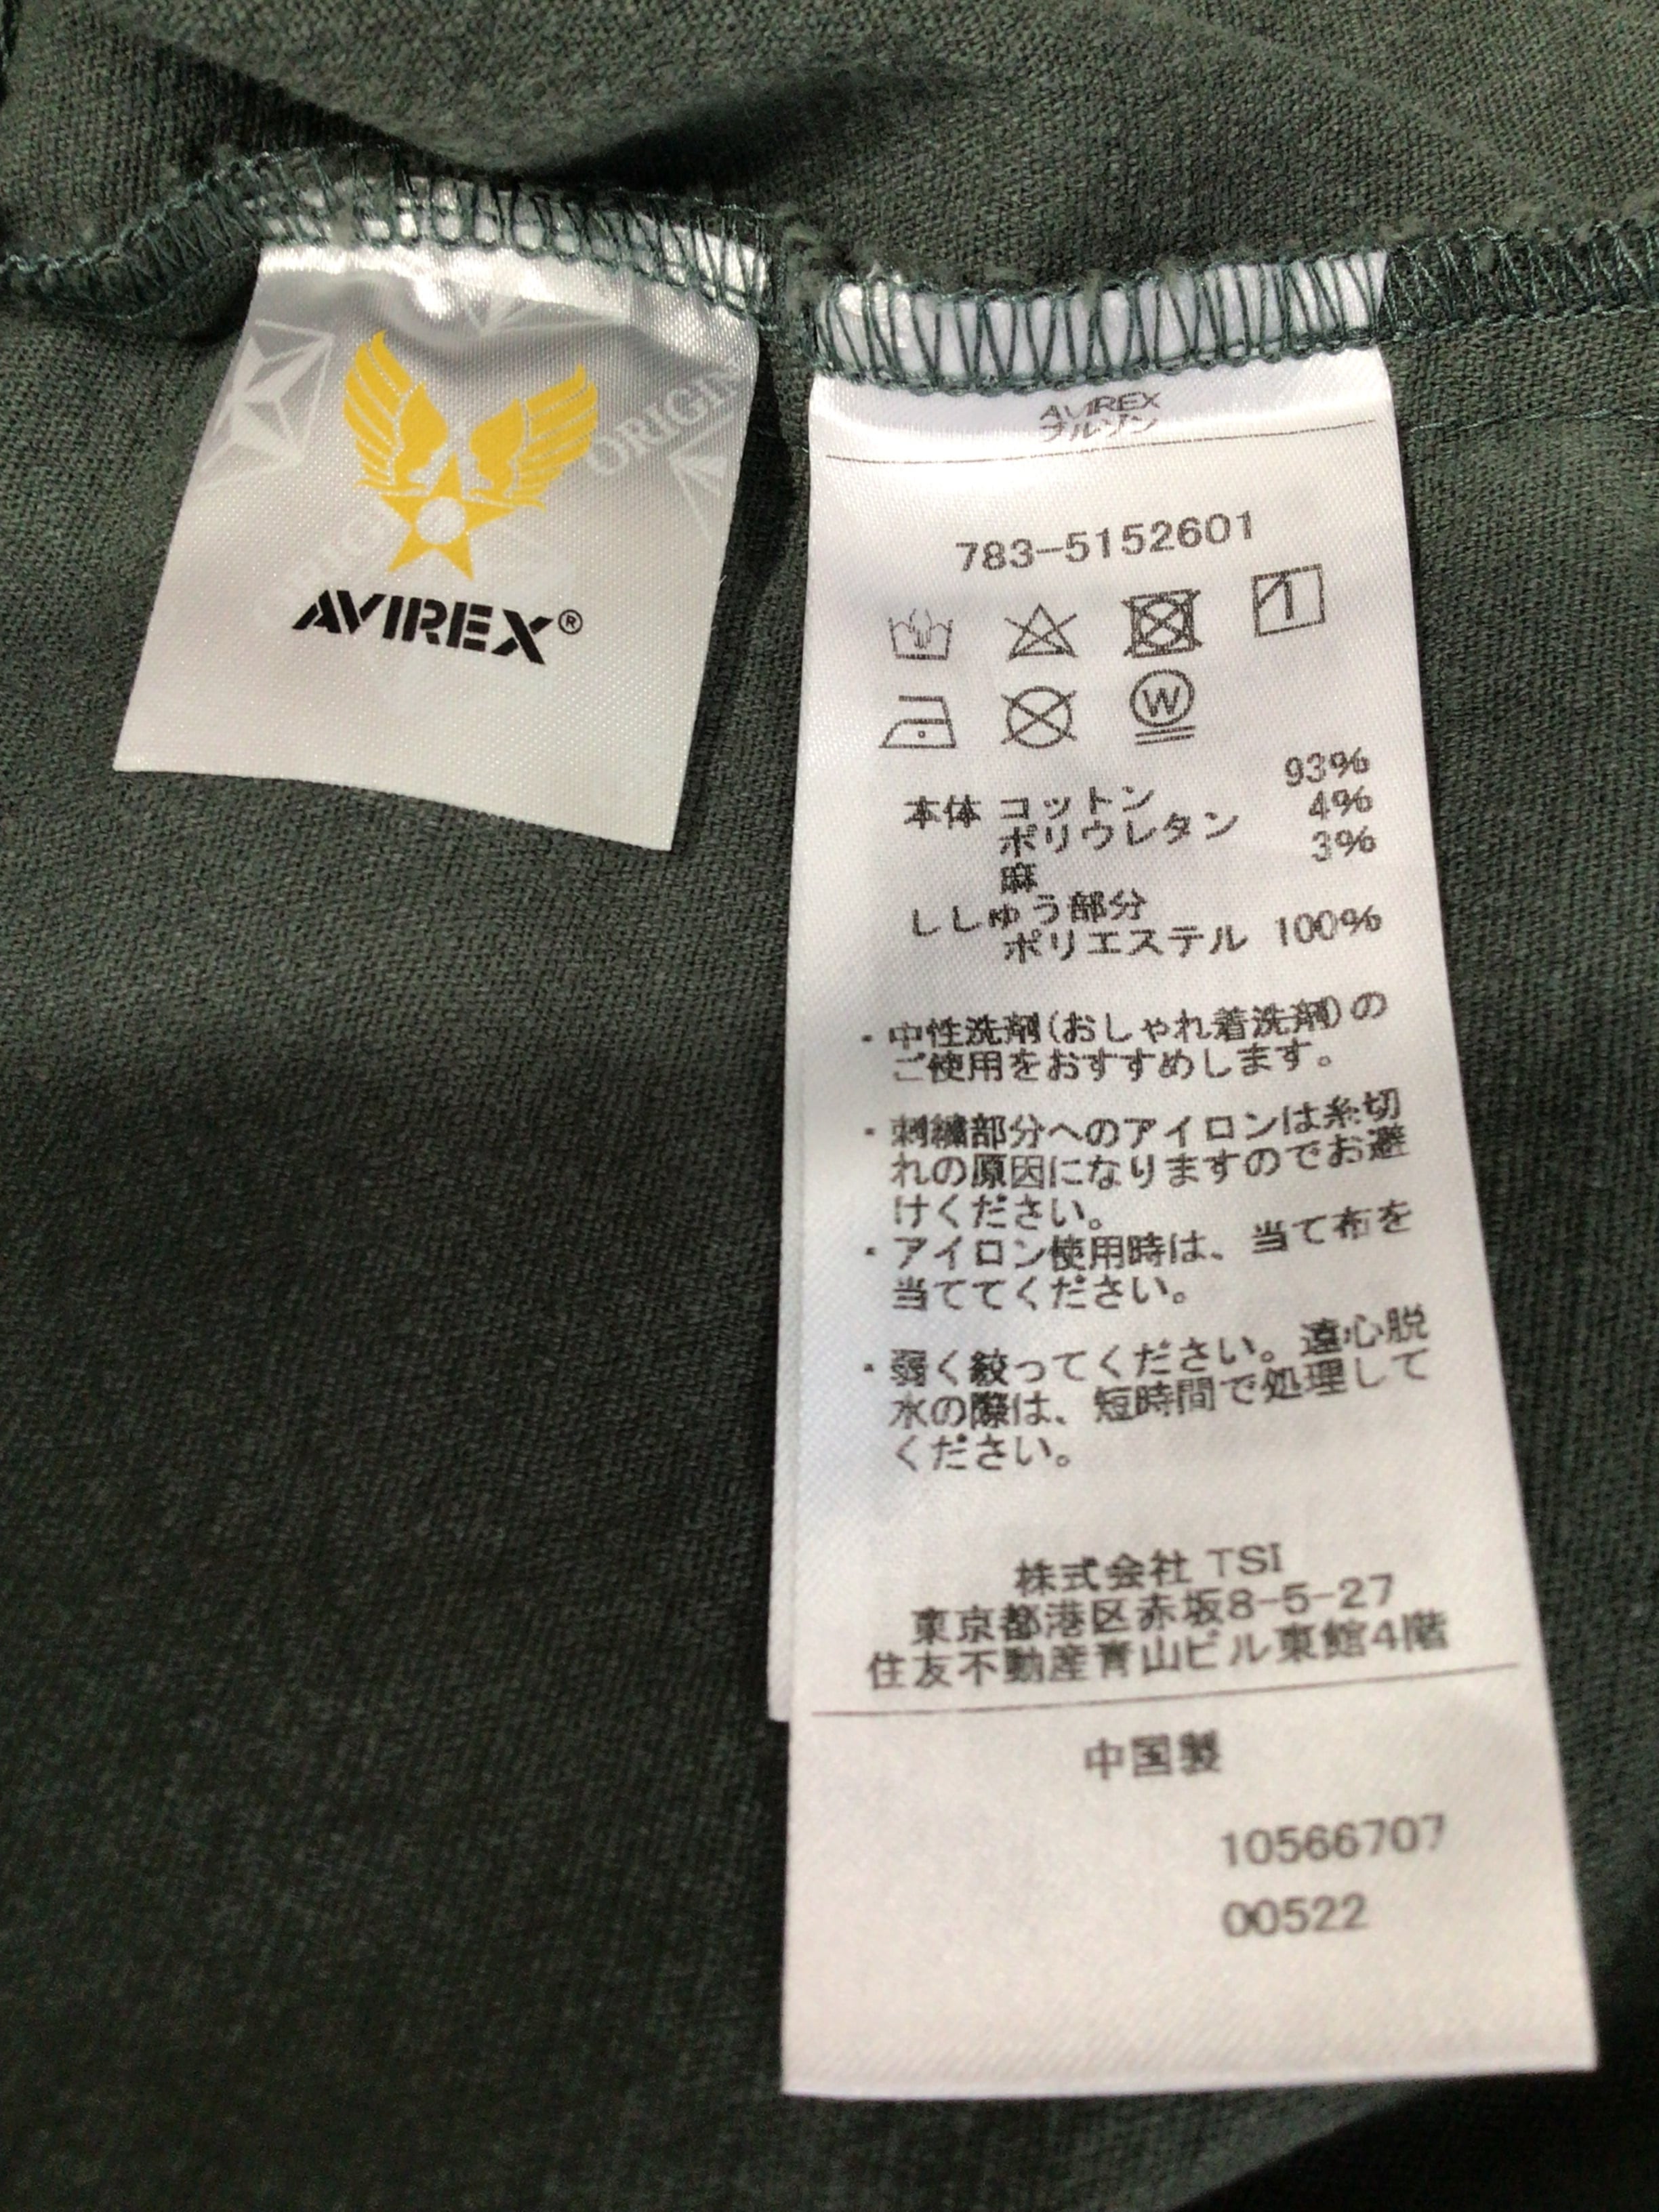 AVIREX®
ORIGIN
AVIREX
ブルゾン
783-5152601
W
本体 コットン 93%
ポリウレタン 4%
麻 3%
ししゅう部分
ポリエステル 100%
・中性洗剤(おしゃれ着洗剤)の
ご使用をおすすめします。
・刺繍部分へのアイロンは糸切
れの原因になりますのでお避
けください。
・アイロン使用時は、当て布を
当ててください。
・弱く絞ってください。遠心脱
水の際は、短時間で処理して
ください。
株式会社 TSI
東京都港区赤坂8-5-27
住友不動産青山ビル東館4階
中国製
10566707
00522